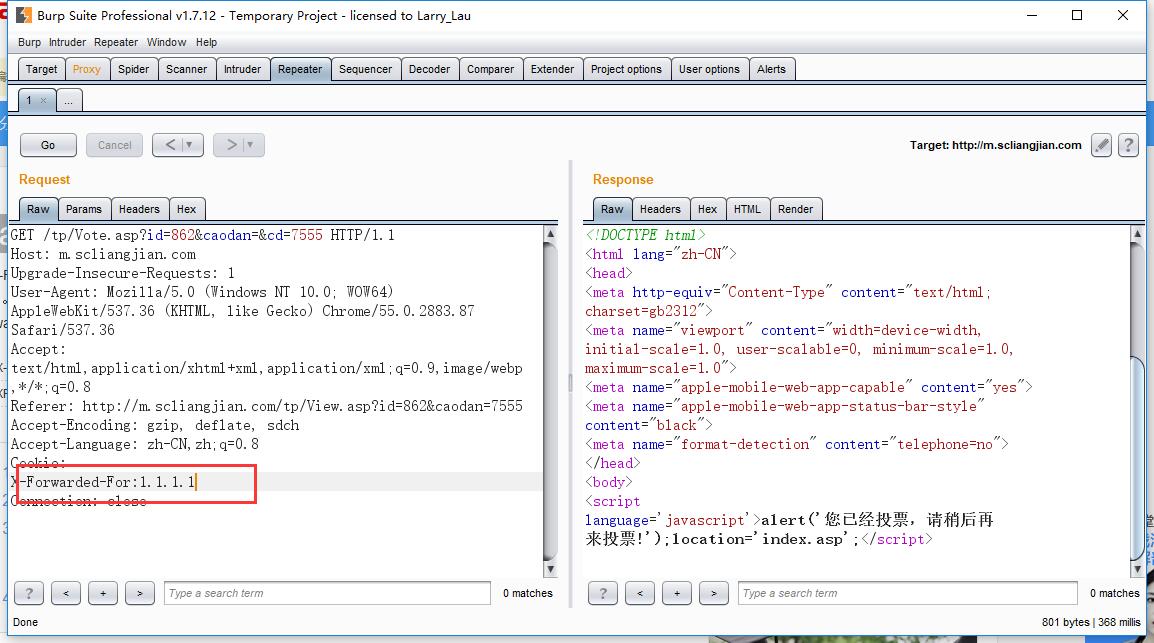 Burp Suite Professional v1.7.12 - Temporary Project - licensed to Larry_Lau
Burp Intruder Repeater Window Help
Target Proxy Spider Scanner Intruder Repeater Sequencer Decoder Comparer Extender Project options User options Alerts
1 × ...
Go Cancel < > Target: http://m.scliangjian.com ?
Request
Raw Params Headers Hex
GET /tp/Vote.asp?id=862&caodan=&cd=7555 HTTP/1.1
Host: m.scliangjian.com
Upgrade-Insecure-Requests: 1
User-Agent: Mozilla/5.0 (Windows NT 10.0; WOW64)
AppleWebKit/537.36 (KHTML, like Gecko) Chrome/55.0.2883.87
Safari/537.36
Accept:
text/html,application/xhtml+xml,application/xml;q=0.9,image/webp
,*/*;q=0.8
Referer: http://m.scliangjian.com/tp/View.asp?id=862&caodan=7555
Accept-Encoding: gzip, deflate, sdch
Accept-Language: zh-CN,zh;q=0.8
Cookie:
X-Forwarded-For:1.1.1.1
Connection: close
? < + > Type a search term 0 matches
Response
Raw Headers Hex HTML Render
<!DOCTYPE html>
<html lang="zh-CN">
<head>
<meta http-equiv="Content-Type" content="text/html;
charset=gb2312">
<meta name="viewport" content="width=device-width,
initial-scale=1.0, user-scalable=0, minimum-scale=1.0,
maximum-scale=1.0">
<meta name="apple-mobile-web-app-capable" content="yes">
<meta name="apple-mobile-web-app-status-bar-style"
content="black">
<meta name="format-detection" content="telephone=no">
</head>
<body>
<script
language='javascript'>alert('您已经投票，请稍后再
来投票!');location='index.asp';</script>
? < + > Type a search term 0 matches
Done 801 bytes | 368 millis